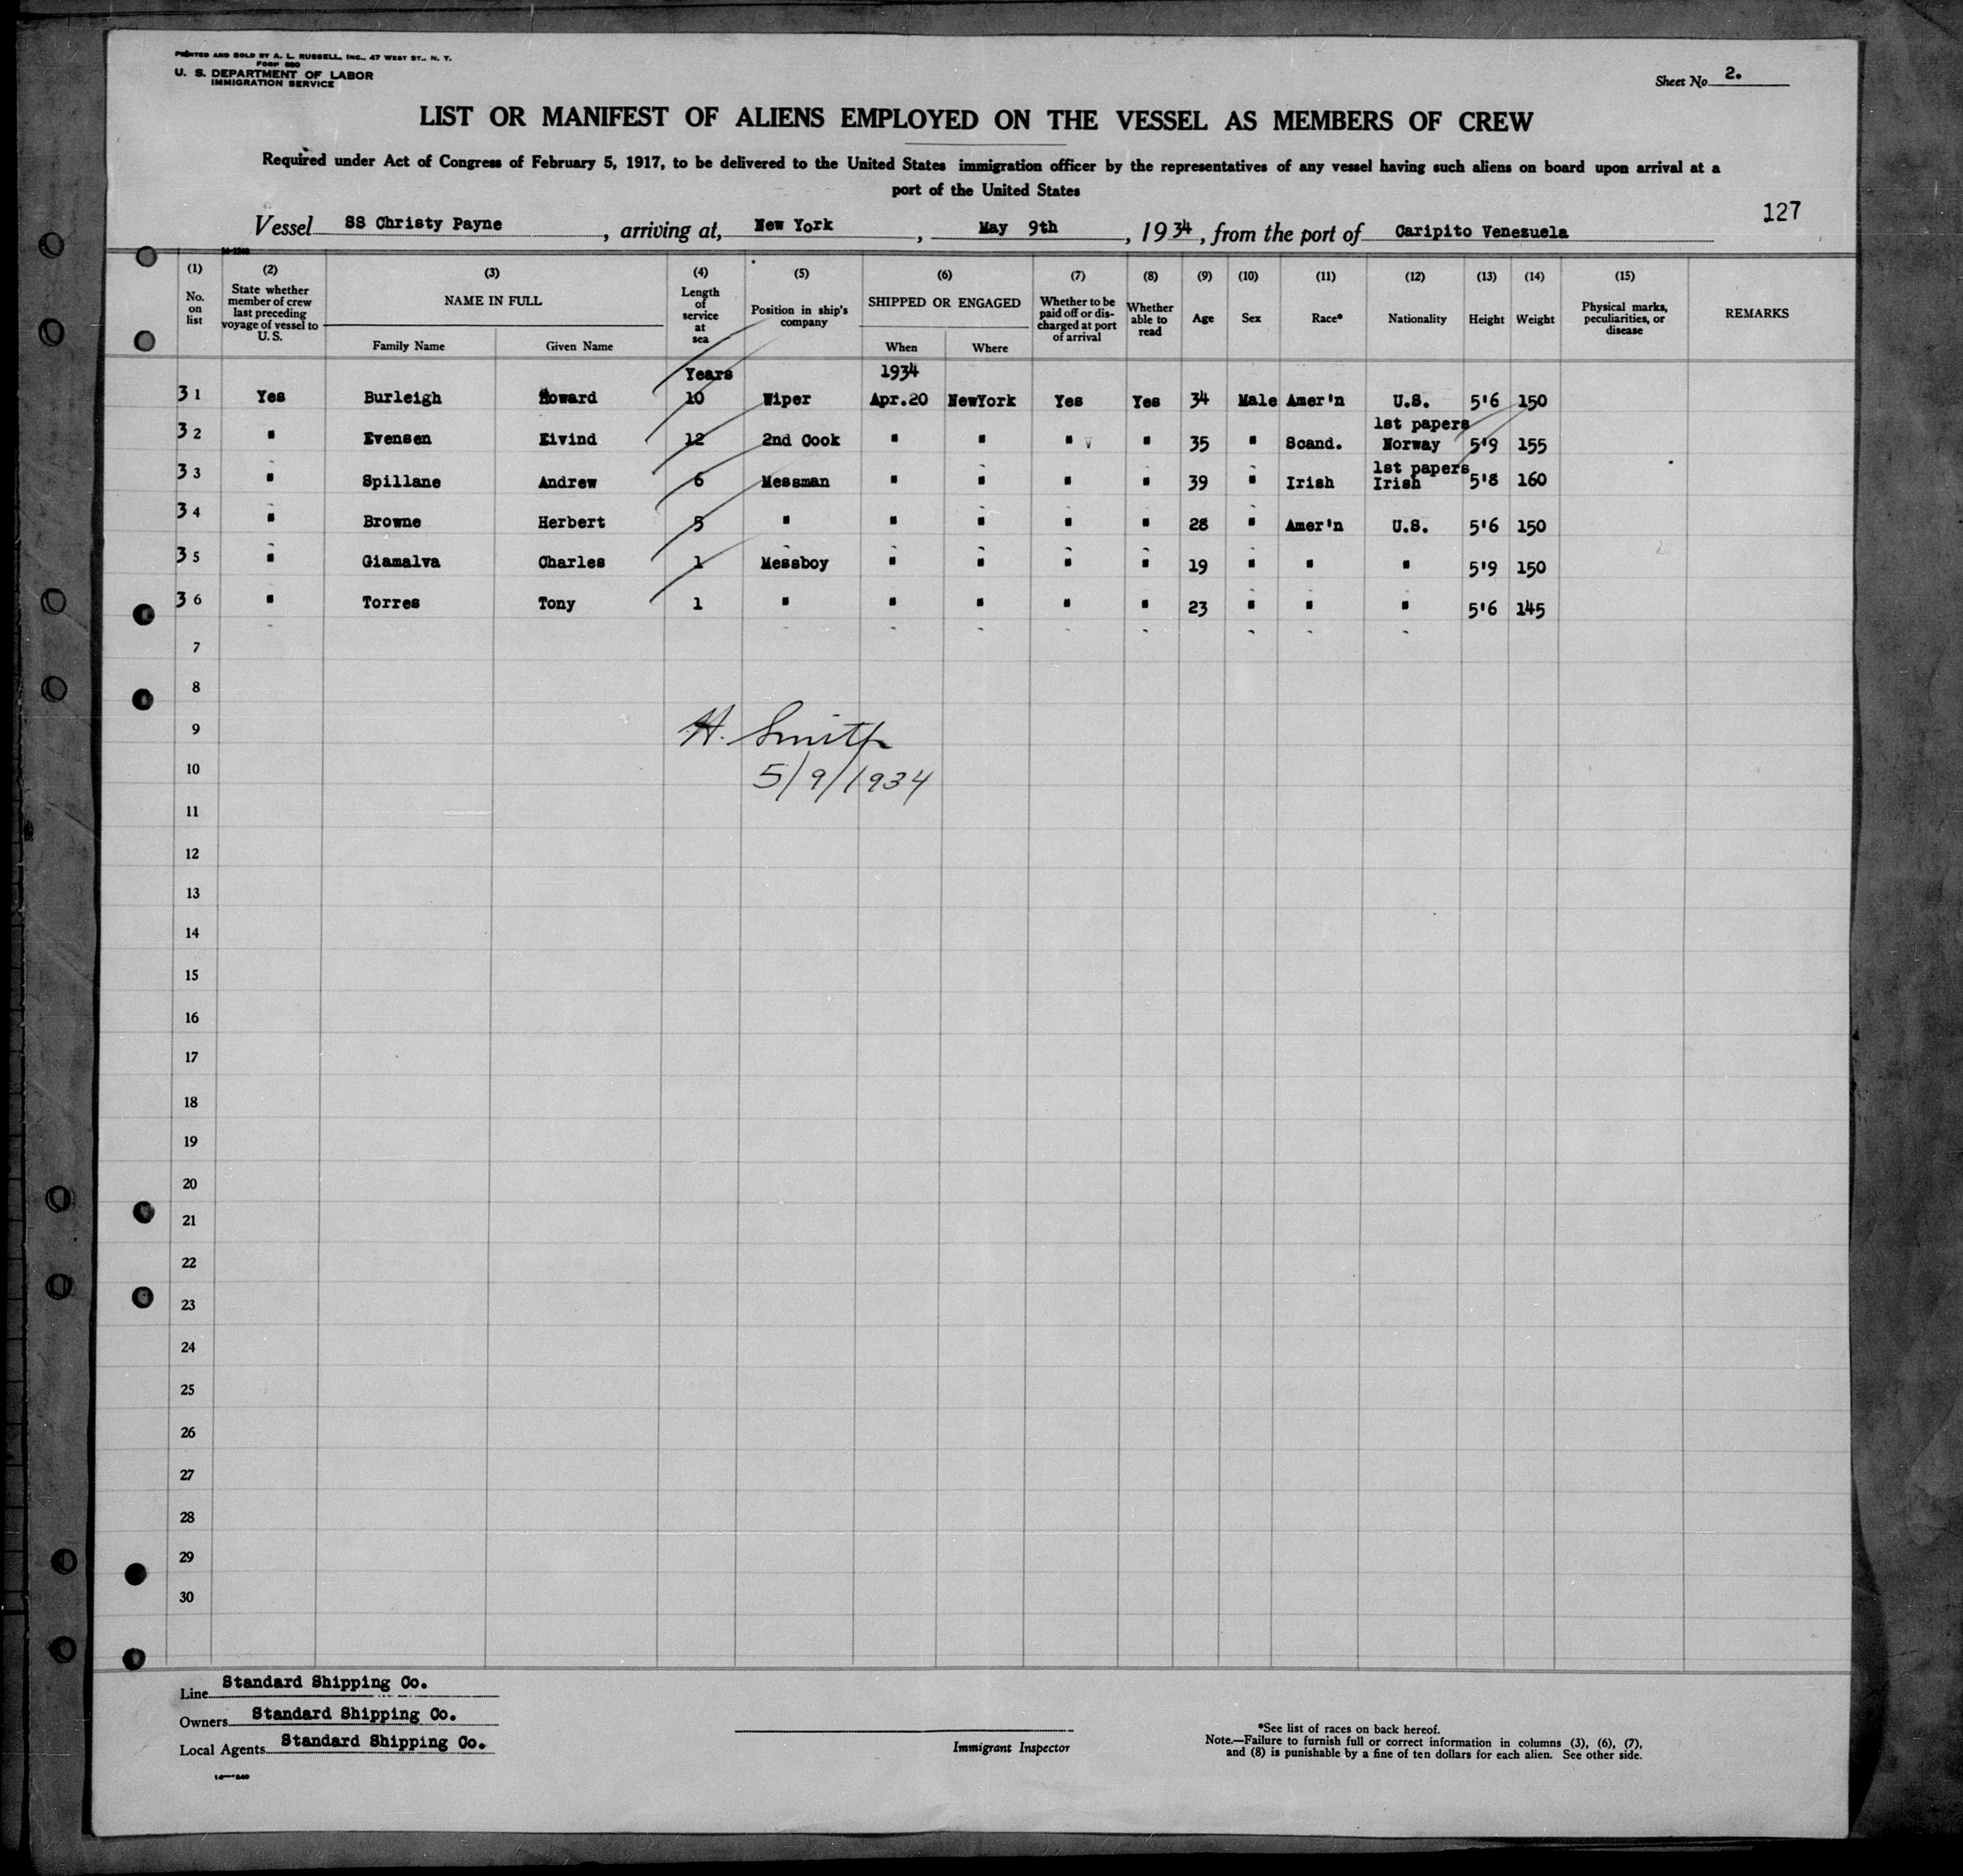 PRINTED AND SOLD BY A. L. RUSSELL, INC., 47 WEST ST., N. Y.
FORM 680
U. S. DEPARTMENT OF LABOR
IMMIGRATION SERVICE
Sheet No. 2.
LIST OR MANIFEST OF ALIENS EMPLOYED ON THE VESSEL AS MEMBERS OF CREW
Required under Act of Congress of February 5, 1917, to be delivered to the United States immigration officer by the representatives of any vessel having such aliens on board upon arrival at a
port of the United States
127
Vessel SS Christy Payne, arriving at, New York, May 9th, 1934, from the port of Caripito Venezuela
(1) (2) (3) (4) (5) (6) (7) (8) (9) (10) (11) (12) (13) (14) (15)
No. on list State whether member of crew last preceding voyage of vessel to U. S. NAME IN FULL Length of service at sea Position in ship's company SHIPPED OR ENGAGED Whether to be paid off or discharged at port of arrival Whether able to read Age Sex Race* Nationality Height Weight Physical marks, peculiarities, or disease REMARKS
Family Name Given Name When Where
Years 1934
3 1 Yes Burleigh Howard 10 Wiper Apr.20 NewYork Yes Yes 34 Male Amer'n U.S. 5'6 150
1st papers
3 2 " Evensen Eivind 12 2nd Cook " " " " 35 " Scand. Norway 5'9 155
1st papers
3 3 " Spillane Andrew 6 Messman " " " " 39 " Irish Irish 5'8 160
3 4 " Browne Herbert 5 " " " " " 28 " Amer'n U.S. 5'6 150
3 5 " Giamalva Charles 1 Messboy " " " " 19 " " " 5'9 150
3 6 " Torres Tony 1 " " " " " 23 " " " 5'6 145
7
8
9
H. Smith
10
5/9/1934
11
12
13
14
15
16
17
18
19
20
21
22
23
24
25
26
27
28
29
30
Line Standard Shipping Co.
Owners Standard Shipping Co.
Local Agents Standard Shipping Co.
Immigrant Inspector
*See list of races on back hereof.
Note.—Failure to furnish full or correct information in columns (3), (6), (7),
and (8) is punishable by a fine of ten dollars for each alien. See other side.